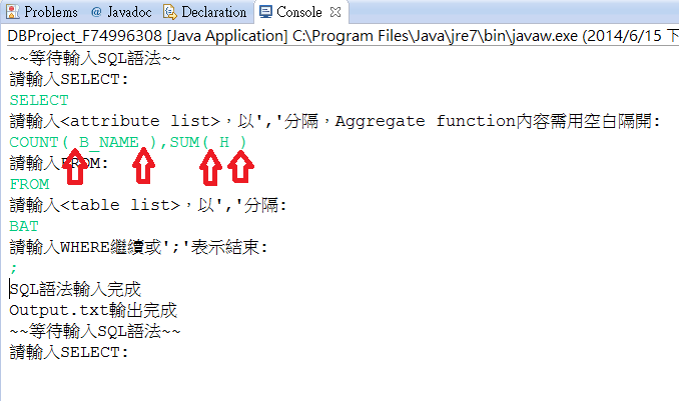 Problems @ Javadoc Declaration Console
DBProject_F74996308 [Java Application] C:\Program Files\Java\jre7\bin\javaw.exe (2014/6/15 下
~~等待輸入SQL語法~~
請輸入SELECT:
SELECT
請輸入<attribute list>，以','分隔，Aggregate function內容需用空白隔開:
COUNT( B_NAME ),SUM( H )
請輸入FROM:
FROM
請輸入<table list>，以','分隔:
BAT
請輸入WHERE繼續或';'表示結束:
;
SQL語法輸入完成
Output.txt輸出完成
~~等待輸入SQL語法~~
請輸入SELECT: